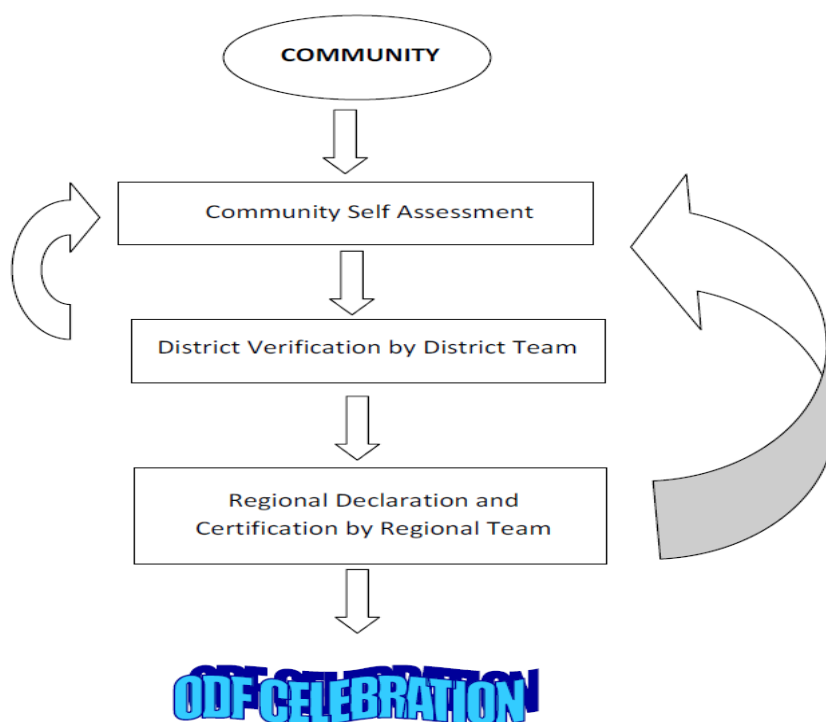 COMMUNITY
Community Self Assessment
District Verification by District Team
Regional Declaration and
Certification by Regional Team
ODF CELEBRATION